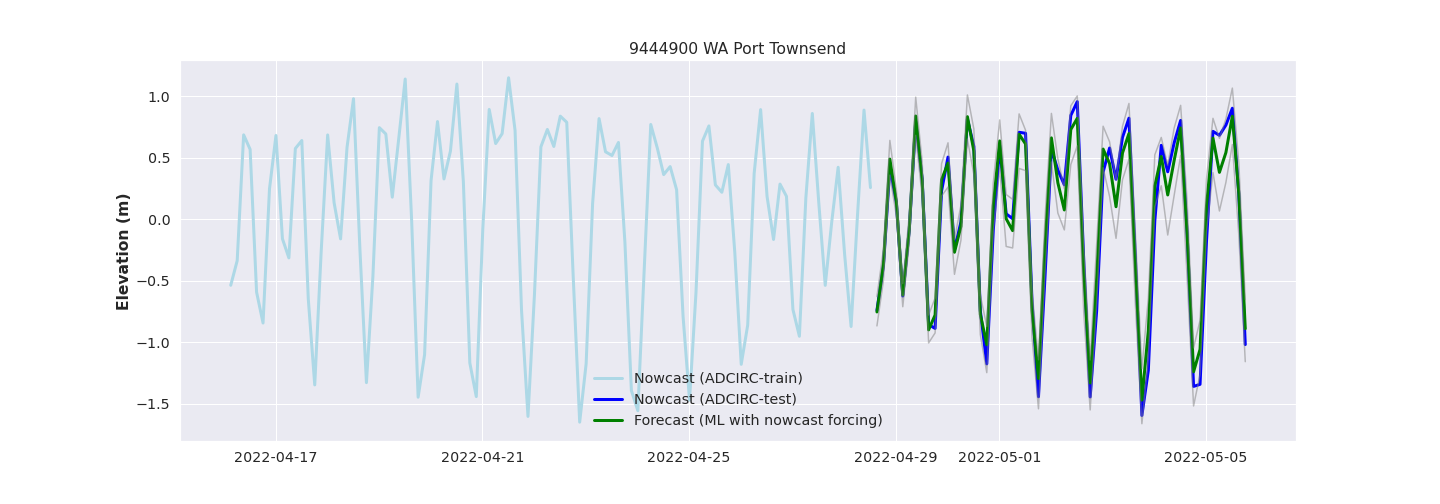 9444900 WA Port Townsend
Elevation (m)
1.0
0.5
0.0
−0.5
−1.0
−1.5
Nowcast (ADCIRC-train)
Nowcast (ADCIRC-test)
Forecast (ML with nowcast forcing)
2022-04-17 2022-04-21 2022-04-25 2022-04-29 2022-05-01 2022-05-05